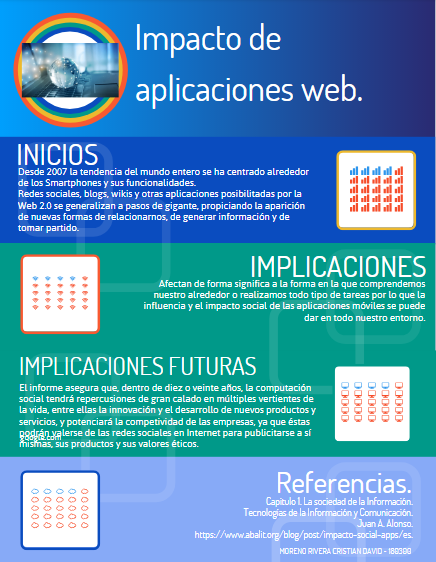 Impacto de
aplicaciones web.
INICIOS
Desde 2007 la tendencia del mundo entero se ha centrado alrededor
de los Smartphones y sus funcionalidades.
Redes sociales, blogs, wikis y otras aplicaciones posibilitadas por la
Web 2.0 se generalizan a pasos de gigante, propiciando la aparición
de nuevas formas de relacionarnos, de generar información y de
tomar partido.
IMPLICACIONES
Afectan de forma significa a la forma en la que comprendemos
nuestro alrededor o realizamos todo tipo de tareas por lo que la
influencia y el impacto social de las aplicaciones móviles se puede
dar en todo nuestro entorno.
IMPLICACIONES FUTURAS
El informe asegura que, dentro de diez o veinte años, la computación
social tendrá repercusiones de gran calado en múltiples vertientes de
la vida, entre ellas la innovación y el desarrollo de nuevos productos y
servicios, y potenciará la competividad de las empresas, ya que éstas
podrán valerse de las redes sociales en Internet para publicitarse a sí
google.com
mismas, sus productos y sus valores éticos.
Referencias.
Capitulo 1. La sociedad de la Información.
Tecnologías de la Información y Comunicación.
Juan A. Alonso.
https://www.abalit.org/blog/post/impacto-social-apps/es.
MORENO RIVERA CRISTIAN DAVID -